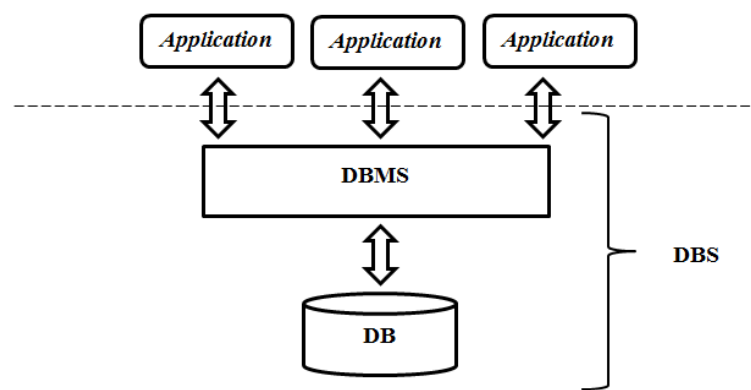 Application
Application
Application
DBMS
DBS
DB